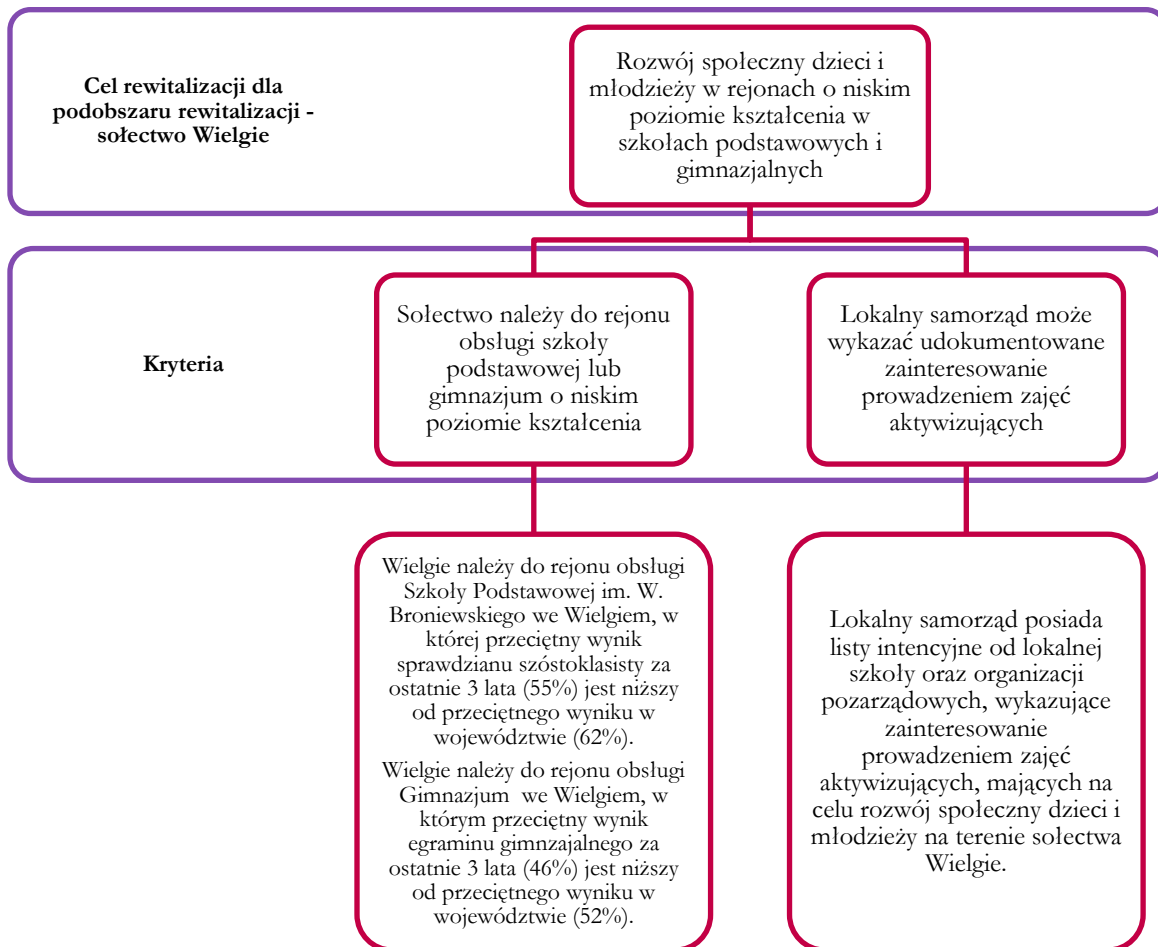 Cel rewitalizacji dla
podobszaru rewitalizacji -
sołectwo Wielgie
Rozwój społeczny dzieci i
młodzieży w rejonach o niskim
poziomie kształcenia w
szkołach podstawowych i
gimnazjalnych
Kryteria
Sołectwo należy do rejonu
obsługi szkoły
podstawowej lub
gimnazjum o niskim
poziomie kształcenia
Lokalny samorząd może
wykazać udokumentowane
zainteresowanie
prowadzeniem zajęć
aktywizujących
Wielgie należy do rejonu obsługi
Szkoły Podstawowej im. W.
Broniewskiego we Wielgiem, w
której przeciętny wynik
sprawdzianu szóstoklasisty za
ostatnie 3 lata (55%) jest niższy
od przeciętnego wyniku w
województwie (62%).
Wielgie należy do rejonu obsługi
Gimnazjum we Wielgiem, w
którym przeciętny wynik
egraminu gimnzajalnego za
ostatnie 3 lata (46%) jest niższy
od przeciętnego wyniku w
województwie (52%).
Lokalny samorząd posiada
listy intencyjne od lokalnej
szkoły oraz organizacji
pozarządowych, wykazujące
zainteresowanie
prowadzeniem zajęć
aktywizujących, mających na
celu rozwój społeczny dzieci i
młodzieży na terenie sołectwa
Wielgie.